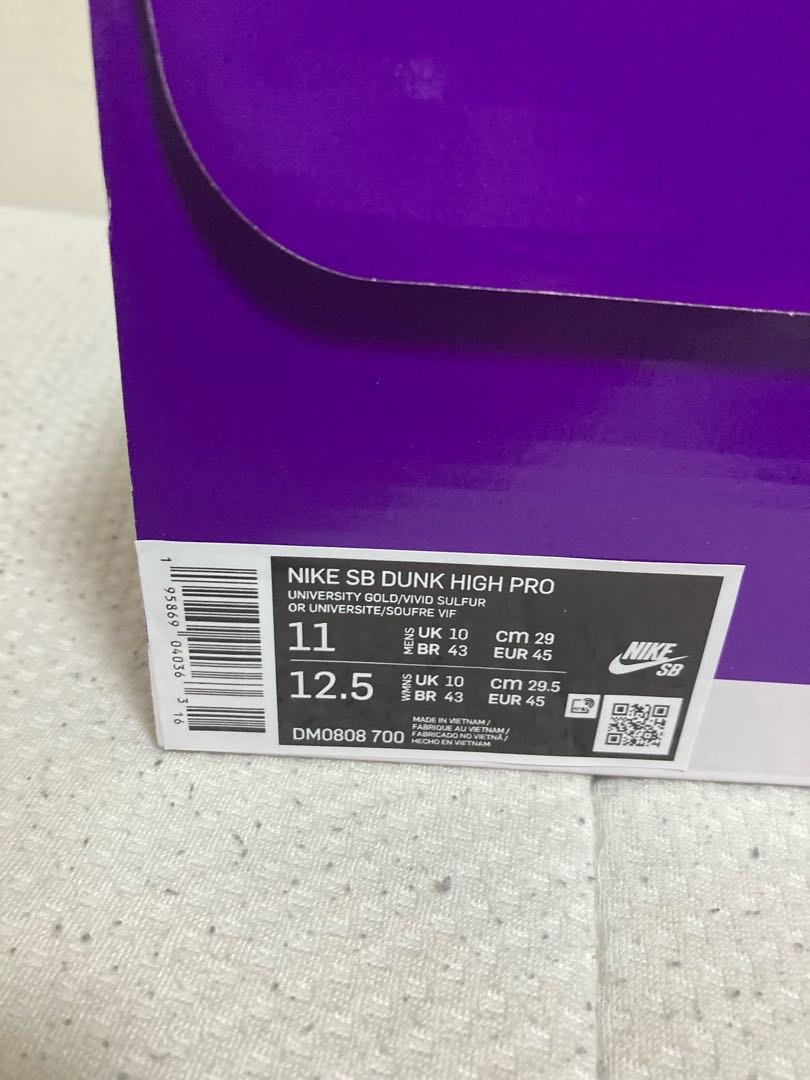 NIKE SB DUNK HIGH PRO
UNIVERSITY GOLD/VIVID SULFUR
OR UNIVERSITE/SOUFRE VIF
11 MENS UK 10 cm 29
BR 43 EUR 45
12.5 WMNS UK 10 cm 29.5
BR 43 EUR 45
DM0808 700
MADE IN VIETNAM /
FABRIQUE AU VIETNAM /
FABRICADO NO VIETNÃ /
HECHO EN VIETNAM
NIKE
SB
1 95869 04036 3 16